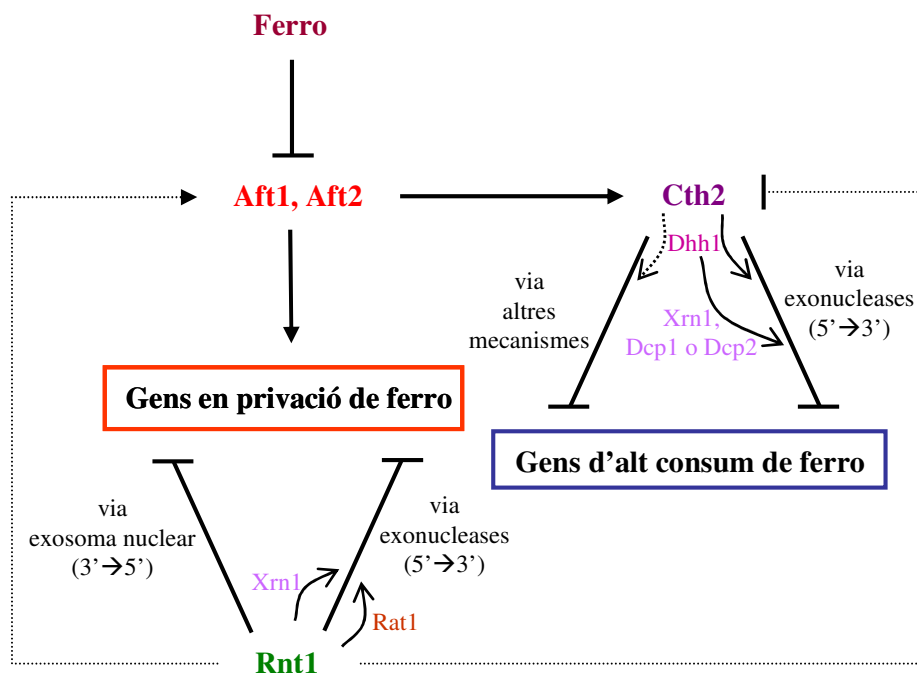 Ferro
Aft1, Aft2
Cth2
Dhh1
via
altres
mecanismes
Xrn1,
Dcp1 o Dcp2
via
exonucleases
(5’→3’)
Gens en privació de ferro
Gens d’alt consum de ferro
via
exosoma nuclear
(3’→5’)
via
exonucleases
(5’→3’)
Xrn1
Rat1
Rnt1